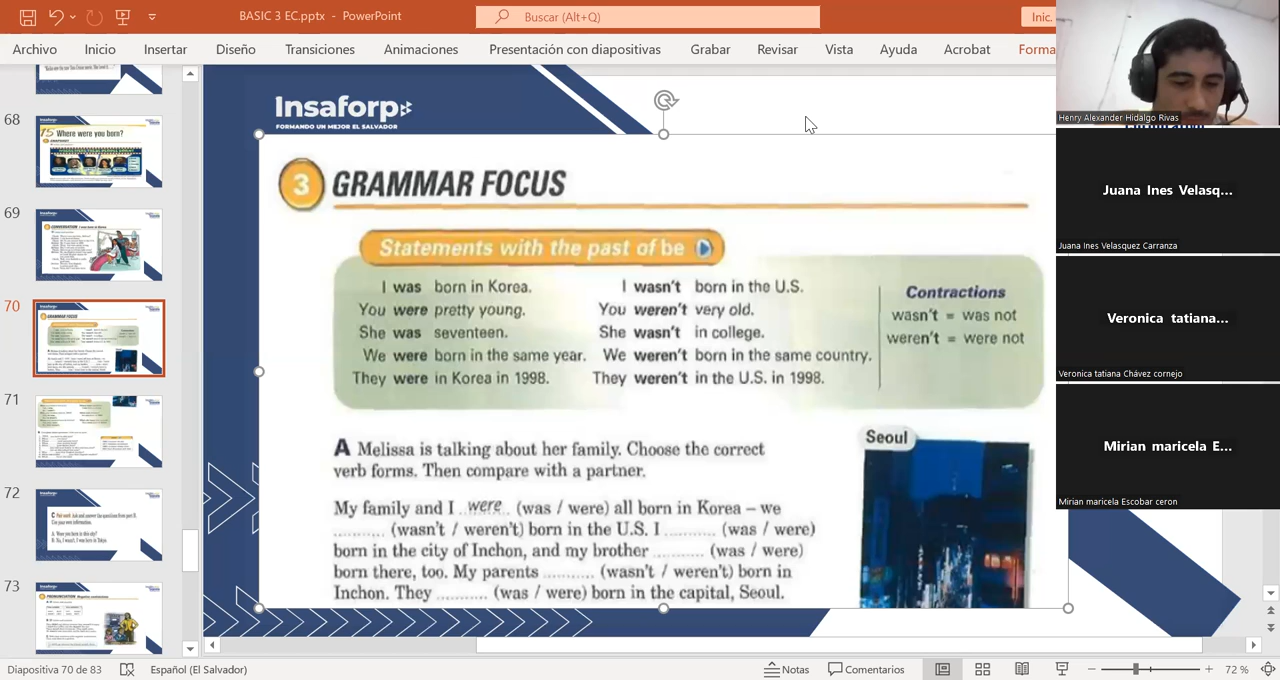 BASIC 3 EC.pptx - PowerPoint
Buscar (Alt+Q)
Inic.
Archivo Inicio Insertar Diseño Transiciones Animaciones Presentación con diapositivas Grabar Revisar Vista Ayuda Acrobat Forma
68
15 Where were you born?
69
70
GRAMMAR FOCUS
71
72
73
Insaforp
FORMANDO UN MEJOR EL SALVADOR
3 GRAMMAR FOCUS
Statements with the past of be
I was born in Korea. I wasn't born in the U.S.
You were pretty young. You weren't very old.
She was seventeen. She wasn't in college.
We were born in the same year. We weren't born in the same country.
They were in Korea in 1998. They weren't in the U.S. in 1998.
Contractions
wasn't = was not
weren't = were not
A Melissa is talking about her family. Choose the correct
verb forms. Then compare with a partner.
My family and I ..were.. (was / were) all born in Korea – we
.......... (wasn't / weren't) born in the U.S. I .......... (was / were)
born in the city of Inchon, and my brother .......... (was / were)
born there, too. My parents .......... (wasn't / weren't) born in
Inchon. They .......... (was / were) born in the capital, Seoul.
Seoul
Henry Alexander Hidalgo Rivas
Juana Ines Velasq...
Juana Ines Velasquez Carranza
Veronica tatiana...
Veronica tatiana Chávez cornejo
Mirian maricela E...
Mirian maricela Escobar ceron
Diapositiva 70 de 83 Español (El Salvador) Notas Comentarios 72 %